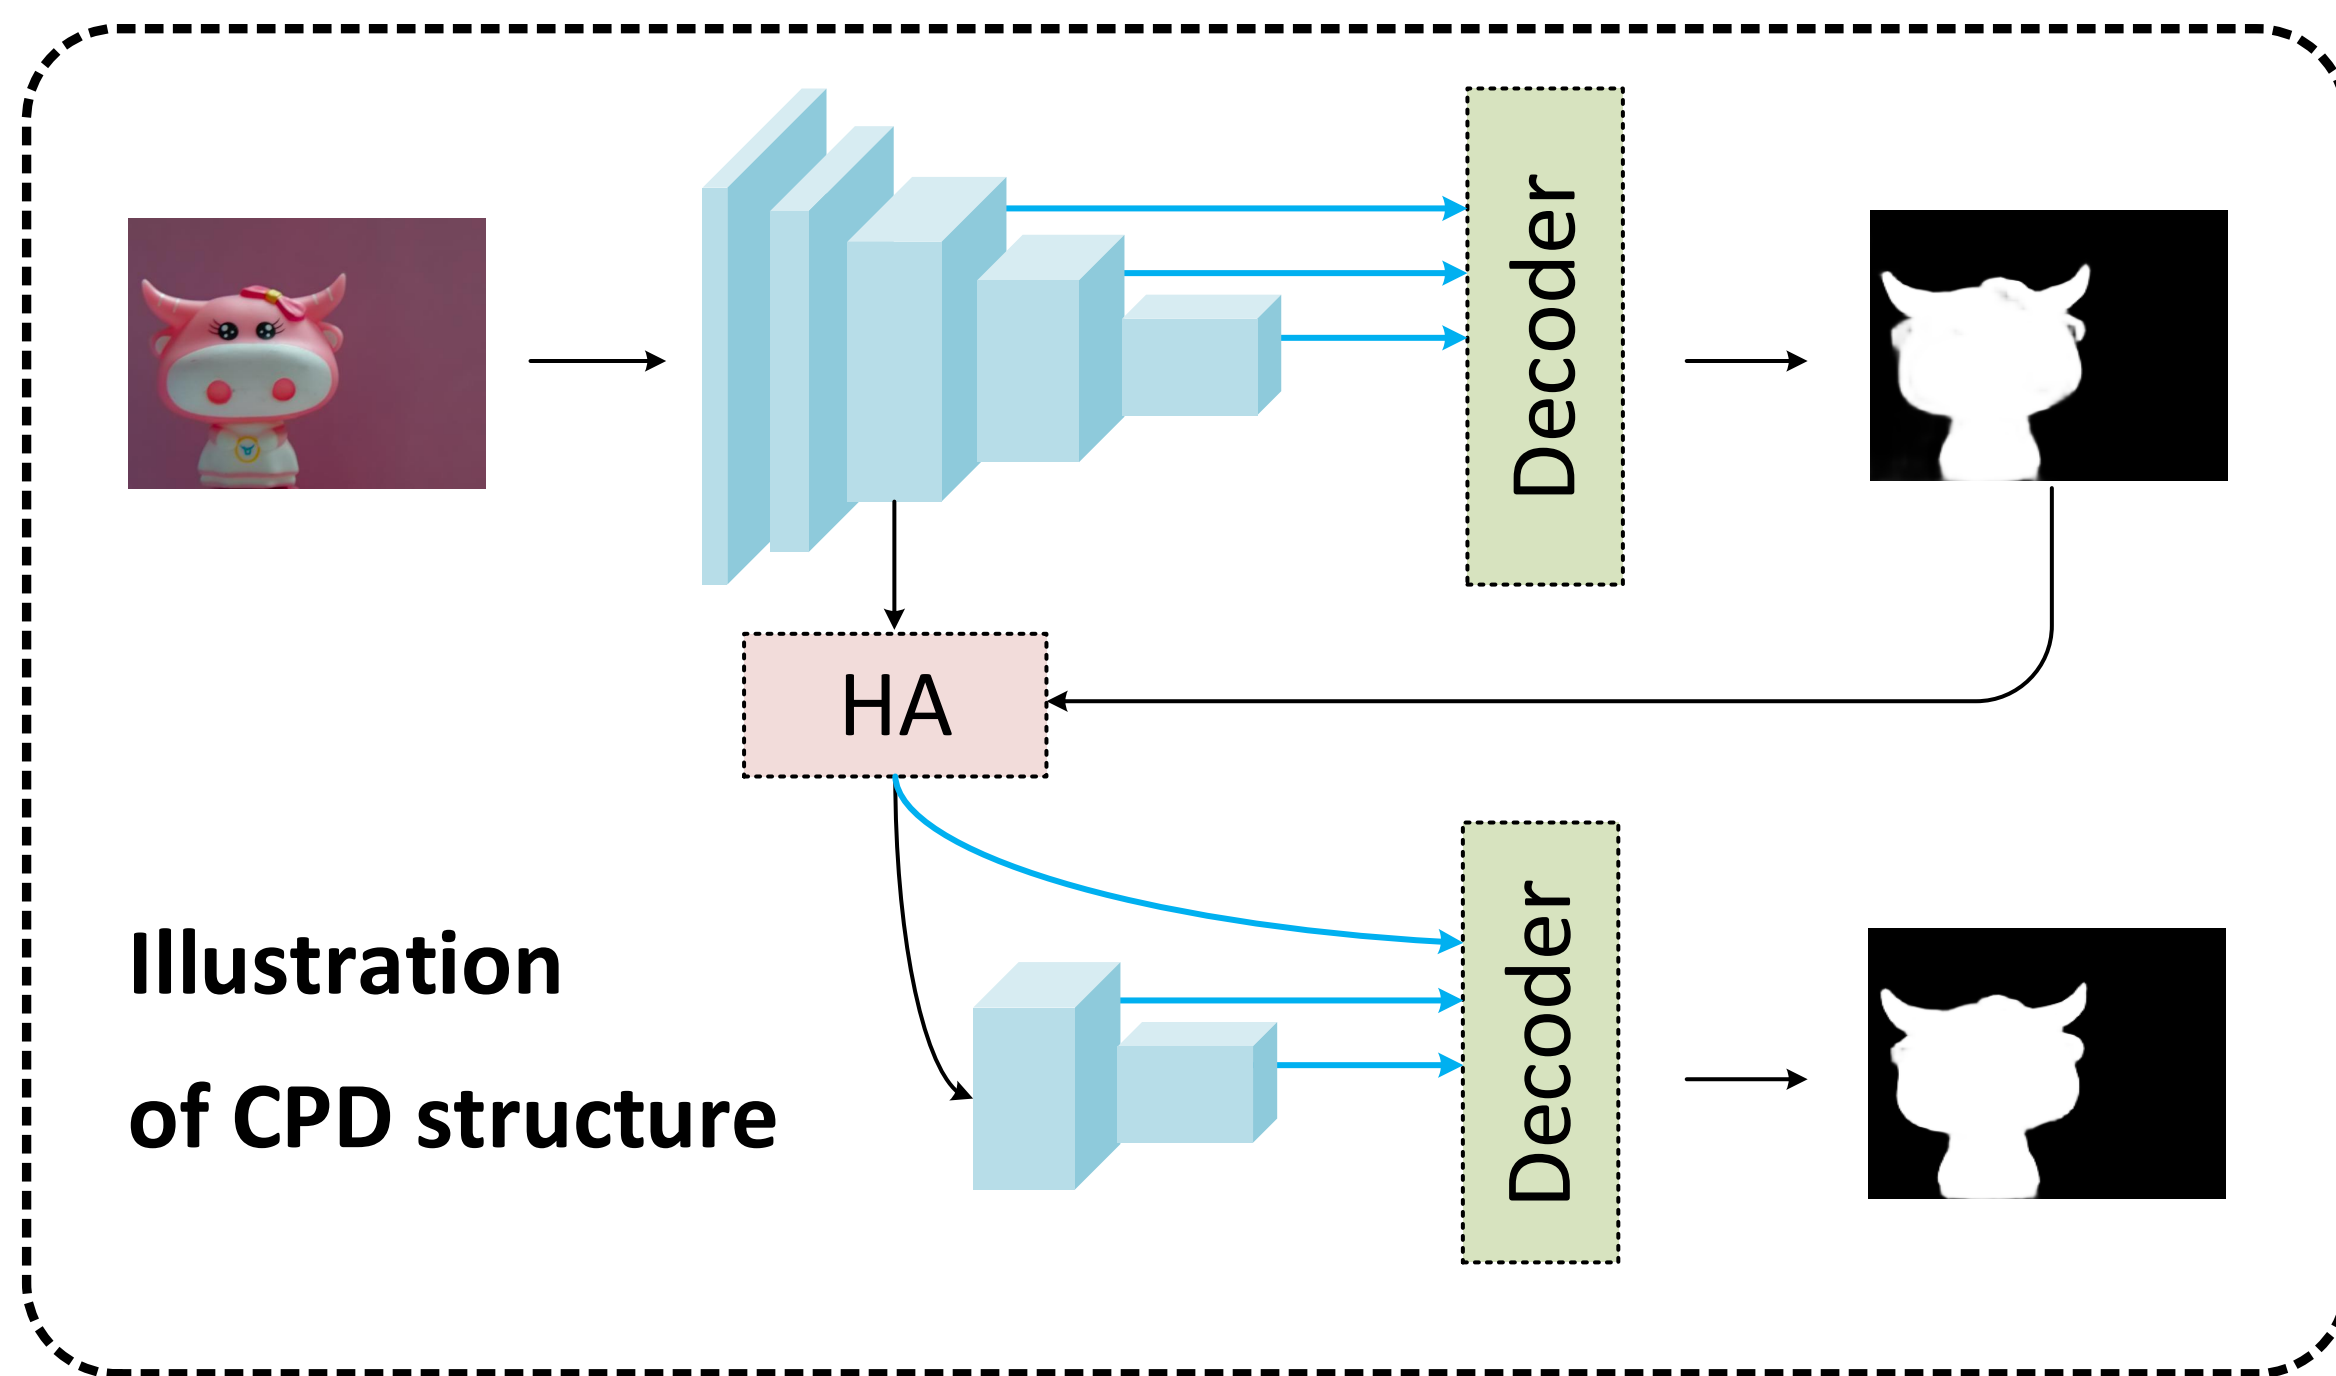 Decoder
HA
Decoder
Illustration
of CPD structure